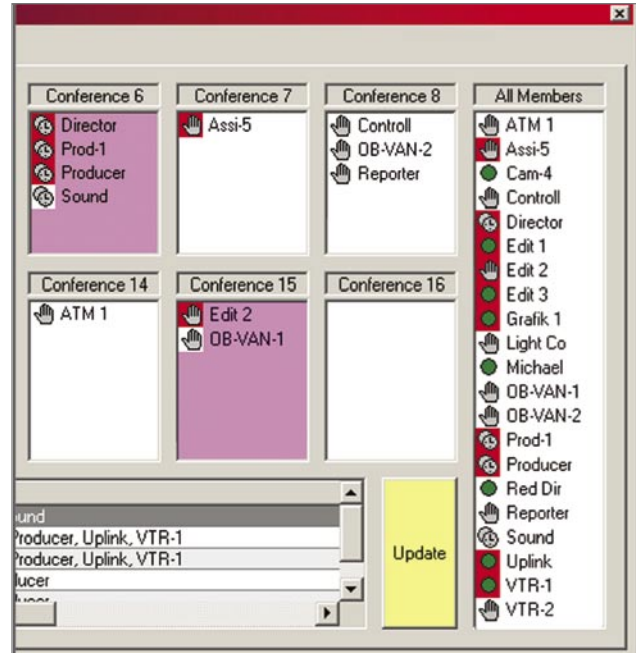 Conference 6
Director
Prod-1
Producer
Sound
Conference 7
Assi-5
Conference 8
Controll
OB-VAN-2
Reporter
All Members
ATM 1
Assi-5
Cam-4
Controll
Director
Edit 1
Edit 2
Edit 3
Grafik 1
Light Co
Michael
OB-VAN-1
OB-VAN-2
Prod-1
Producer
Red Dir
Reporter
Sound
Uplink
VTR-1
VTR-2
Conference 14
ATM 1
Conference 15
Edit 2
OB-VAN-1
Conference 16
ound
Producer, Uplink, VTR-1
Producer, Uplink, VTR-1
ducer
Update